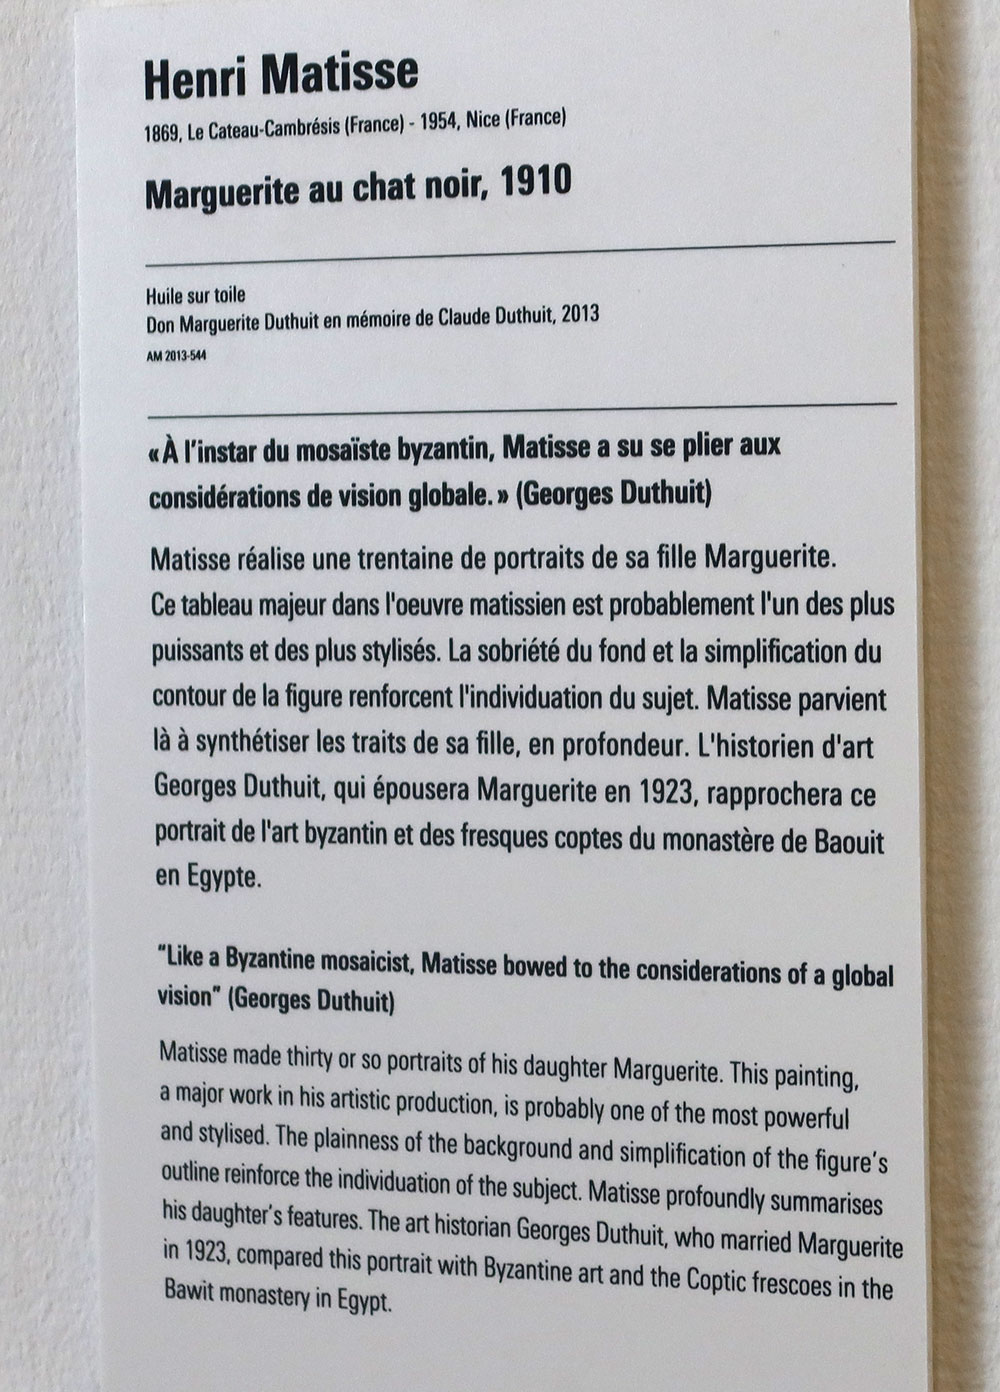 Henri Matisse
1869, Le Cateau-Cambrésis (France) - 1954, Nice (France)
Marguerite au chat noir, 1910
Huile sur toile
Don Marguerite Duthuit en mémoire de Claude Duthuit, 2013
AM 2013-544
« À l'instar du mosaïste byzantin, Matisse a su se plier aux
considérations de vision globale. » (Georges Duthuit)
Matisse réalise une trentaine de portraits de sa fille Marguerite.
Ce tableau majeur dans l'oeuvre matissien est probablement l'un des plus
puissants et des plus stylisés. La sobriété du fond et la simplification du
contour de la figure renforcent l'individuation du sujet. Matisse parvient
là à synthétiser les traits de sa fille, en profondeur. L'historien d'art
Georges Duthuit, qui épousera Marguerite en 1923, rapprochera ce
portrait de l'art byzantin et des fresques coptes du monastère de Baouit
en Egypte.
"Like a Byzantine mosaicist, Matisse bowed to the considerations of a global
vision" (Georges Duthuit)
Matisse made thirty or so portraits of his daughter Marguerite. This painting,
a major work in his artistic production, is probably one of the most powerful
and stylised. The plainness of the background and simplification of the figure's
outline reinforce the individuation of the subject. Matisse profoundly summarises
his daughter's features. The art historian Georges Duthuit, who married Marguerite
in 1923, compared this portrait with Byzantine art and the Coptic frescoes in the
Bawit monastery in Egypt.